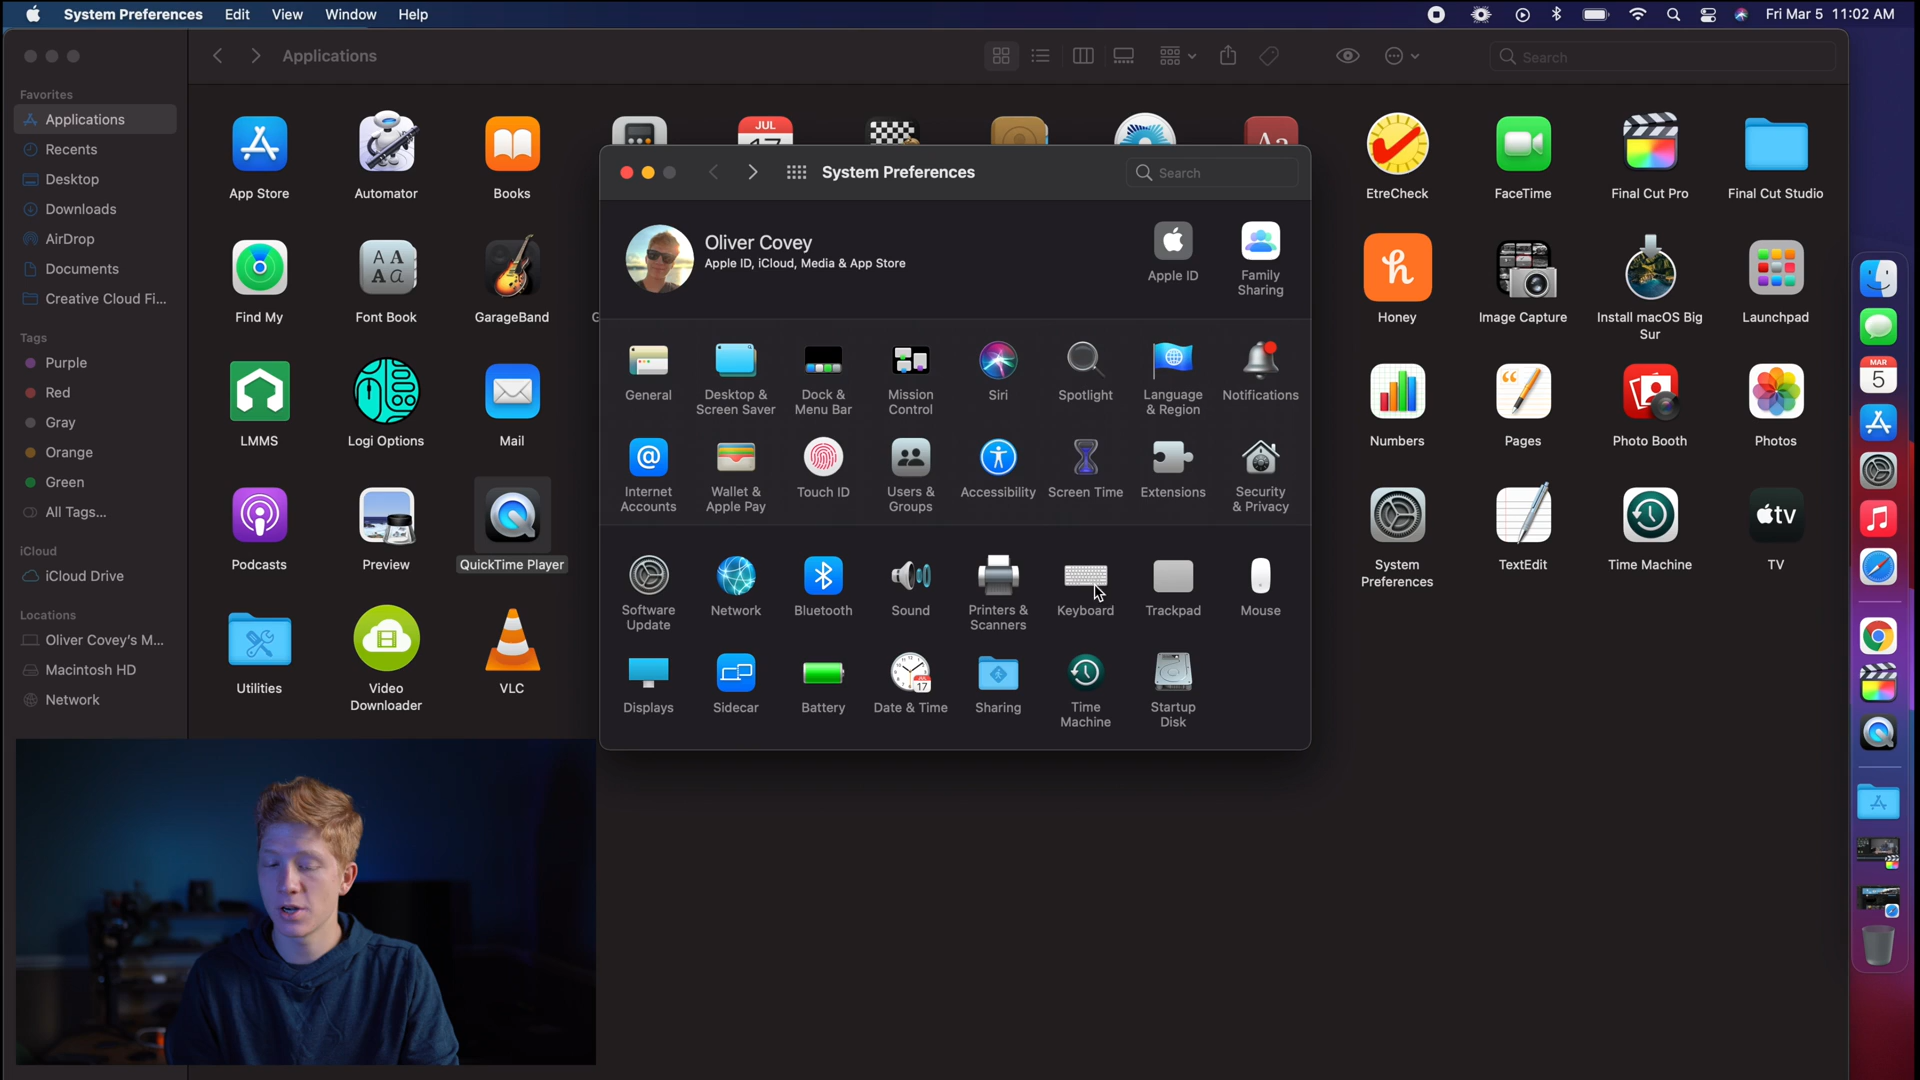 System Preferences Edit View Window Help
Fri Mar 5 11:02 AM
Applications
Search
Favorites
Applications
Recents
Desktop
Downloads
AirDrop
Documents
Creative Cloud Fi...
Tags
Purple
Red
Gray
Orange
Green
All Tags...
iCloud
iCloud Drive
Locations
Oliver Covey's M...
Macintosh HD
Network
App Store
Automator
Books
JUL
Aa
EtreCheck
FaceTime
Final Cut Pro
Final Cut Studio
Find My
Font Book
GarageBand
G
Honey
Image Capture
Install macOS Big
Sur
Launchpad
LMMS
Logi Options
Mail
Numbers
Pages
Photo Booth
Photos
Podcasts
Preview
QuickTime Player
System
Preferences
TextEdit
Time Machine
tv
TV
Utilities
Video
Downloader
VLC
System Preferences
Search
Oliver Covey
Apple ID, iCloud, Media & App Store
Apple ID
Family
Sharing
General
Desktop &
Screen Saver
Dock &
Menu Bar
Mission
Control
Siri
Spotlight
Language
& Region
Notifications
Internet
Accounts
Wallet &
Apple Pay
Touch ID
Users &
Groups
Accessibility
Screen Time
Extensions
Security
& Privacy
Software
Update
Network
Bluetooth
Sound
Printers &
Scanners
Keyboard
Trackpad
Mouse
Displays
Sidecar
Battery
Date & Time
Sharing
Time
Machine
Startup
Disk
MAR
5